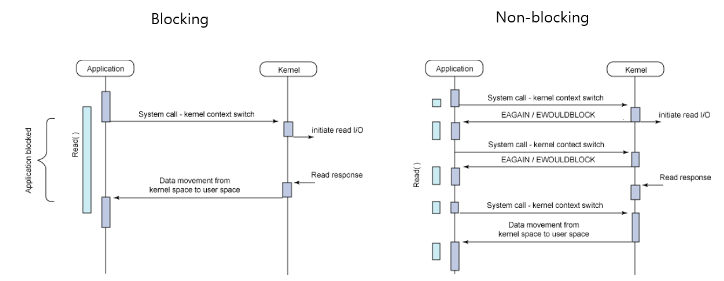 Blocking
Application
Kernel
System call - kernel context switch
initiate read I/O
Application blocked
Read( )
Read response
Data movement from
kernel space to user space
Non-blocking
Application
Kernel
System call - kernel context switch
EAGAIN / EWOULDBLOCK
initiate read I/O
System call - kernel contect switch
EAGAIN / EWOULDBLOCK
Read( )
Read response
System call - kernel context switch
Data movement from
kernel space to user space